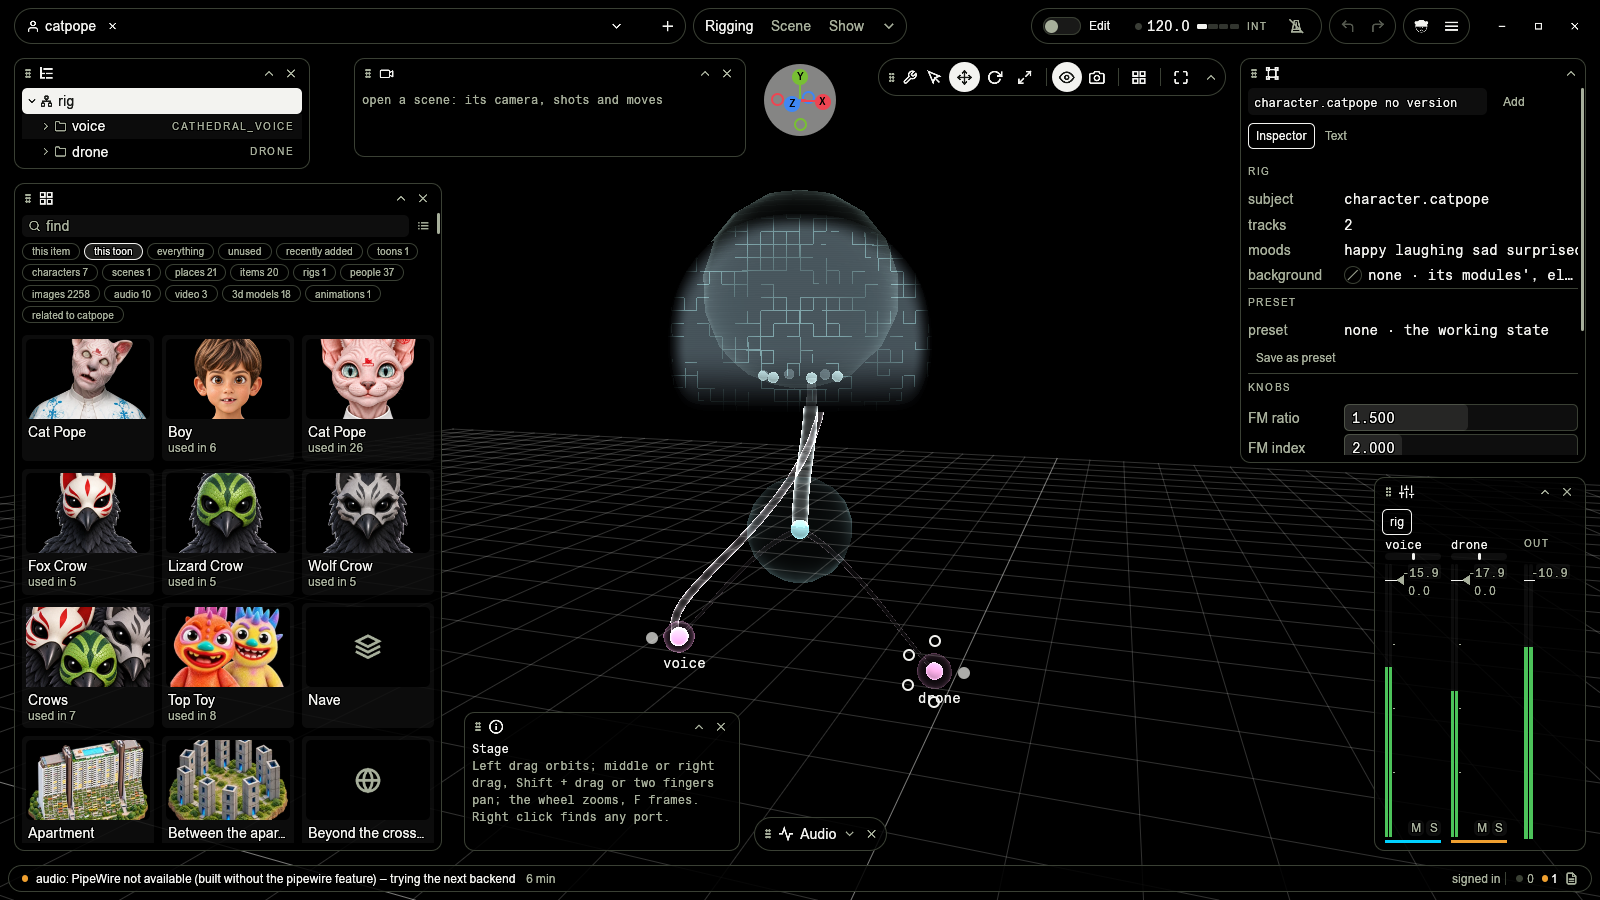 catpope
Rigging Scene Show
Edit 120.0 INT
rig
voice CATHEDRAL_VOICE
drone DRONE
open a scene: its camera, shots and moves
Y
Z X
character.catpope no version Add
Inspector Text
RIG
subject character.catpope
tracks 2
moods happy laughing sad surprised
background none · its modules', el…
PRESET
preset none · the working state
Save as preset
KNOBS
FM ratio 1.500
FM index 2.000
find
this item this toon everything unused recently added toons 1
characters 7 scenes 1 places 21 items 20 rigs 1 people 37
images 2258 audio 10 video 3 3d models 18 animations 1
related to catpope
Cat Pope Boy Cat Pope
used in 6 used in 26
Fox Crow Lizard Crow Wolf Crow
used in 5 used in 5 used in 5
Crows Top Toy Nave
used in 7 used in 8
Apartment Between the apar… Beyond the cross…
voice
drone
Stage
Left drag orbits; middle or right
drag, Shift + drag or two fingers
pan; the wheel zooms, F frames.
Right click finds any port.
Audio
rig
voice drone OUT
-15.9 -17.9 -10.9
0.0 0.0
M S M S
audio: PipeWire not available (built without the pipewire feature) – trying the next backend 6 min
signed in 0 1